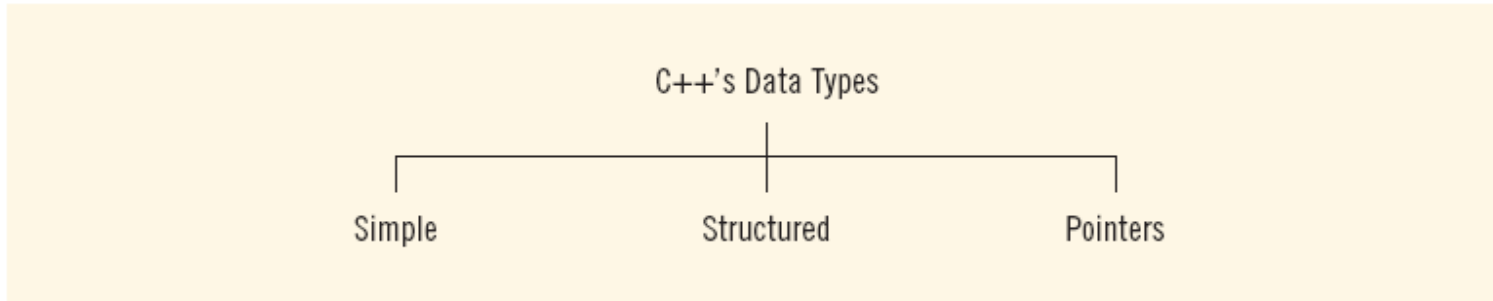 C++’s Data Types
Simple
Structured
Pointers